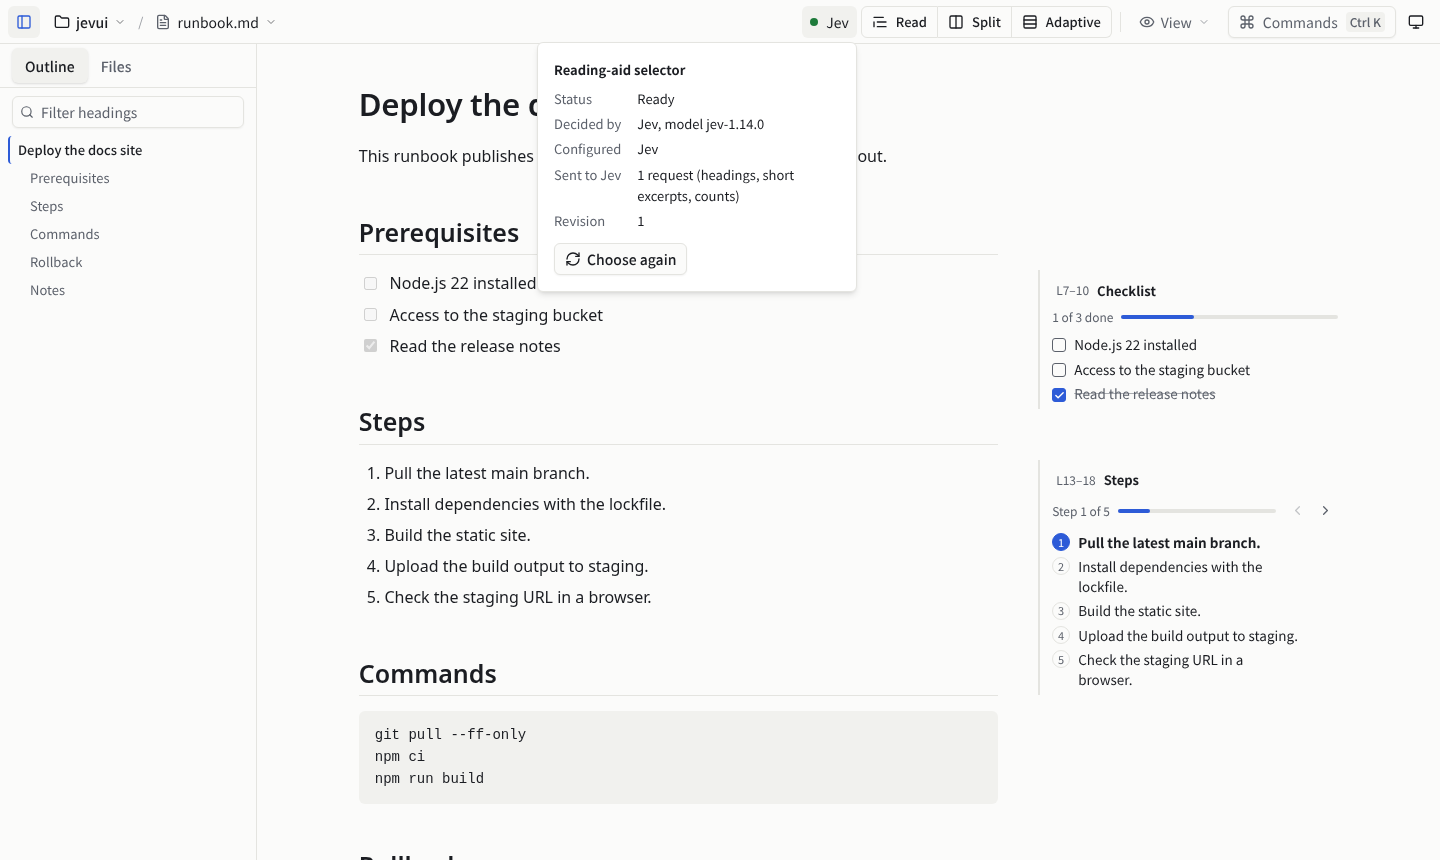 jevui / runbook.md
Jev
Read
Split
Adaptive
View
Commands Ctrl K
Outline
Files
Filter headings
Deploy the docs site
Prerequisites
Steps
Commands
Rollback
Notes
Reading-aid selector
Status Ready
Decided by Jev, model jev-1.14.0
Configured Jev
Sent to Jev 1 request (headings, short
excerpts, counts)
Revision 1
Choose again
Deploy the
This runbook publishes out.
Prerequisites
Node.js 22 installed
Access to the staging bucket
Read the release notes
Steps
1. Pull the latest main branch.
2. Install dependencies with the lockfile.
3. Build the static site.
4. Upload the build output to staging.
5. Check the staging URL in a browser.
Commands
git pull --ff-only
npm ci
npm run build
L7–10 Checklist
1 of 3 done
Node.js 22 installed
Access to the staging bucket
Read the release notes
L13–18 Steps
Step 1 of 5
1 Pull the latest main branch.
2 Install dependencies with the
lockfile.
3 Build the static site.
4 Upload the build output to staging.
5 Check the staging URL in a
browser.